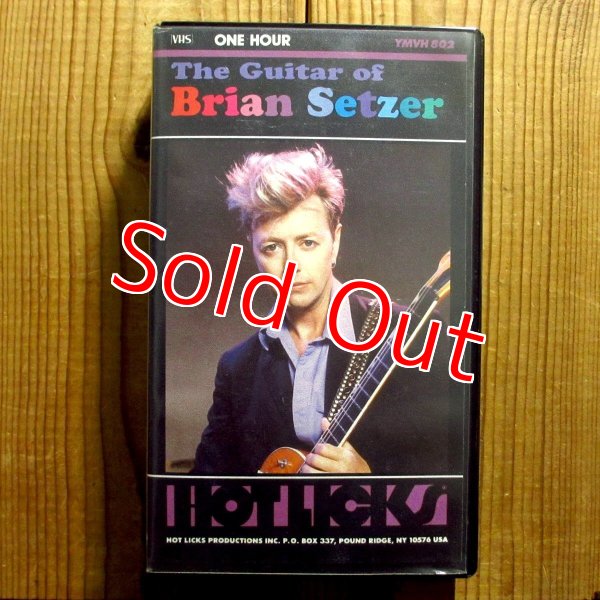 VHS ONE HOUR YMVH 802
The Guitar of
Brian Setzer
Sold Out
HOT LICKS
HOT LICKS PRODUCTIONS INC. P.O. BOX 337, POUND RIDGE, NY 10576 USA